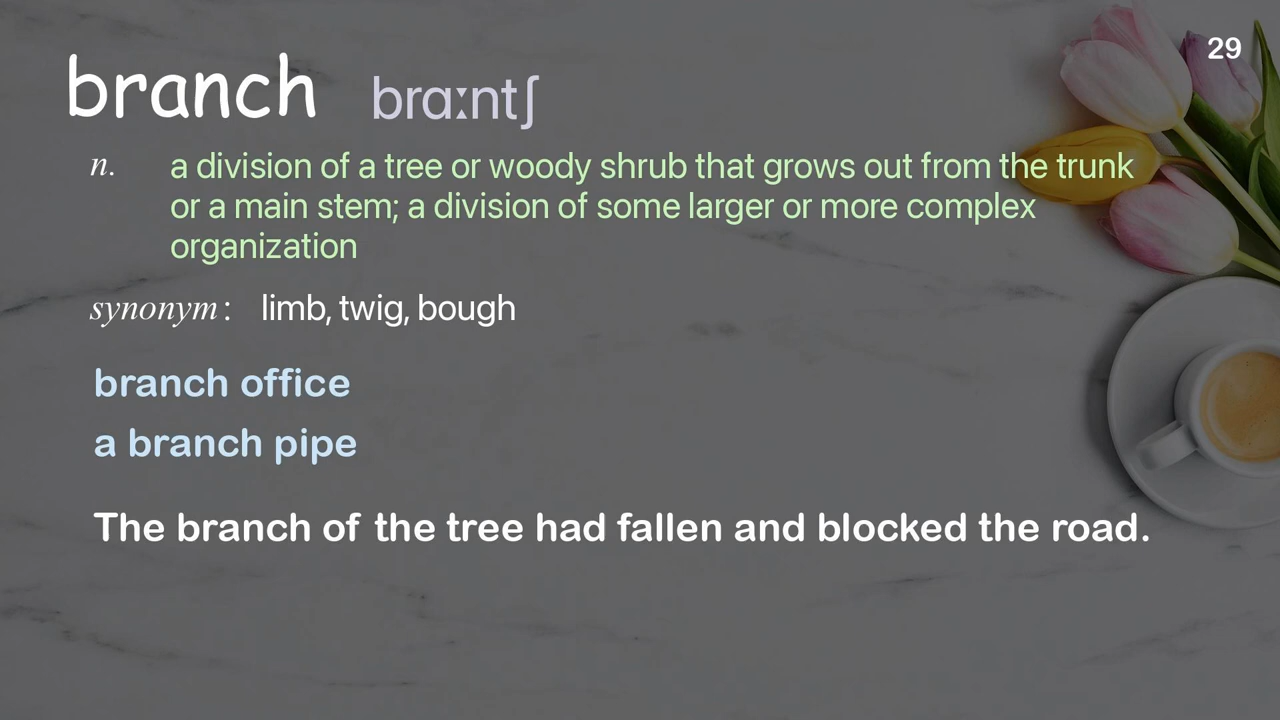 29
branch brɑːntʃ
n. a division of a tree or woody shrub that grows out from the trunk
or a main stem; a division of some larger or more complex
organization
synonym: limb, twig, bough
branch office
a branch pipe
The branch of the tree had fallen and blocked the road.